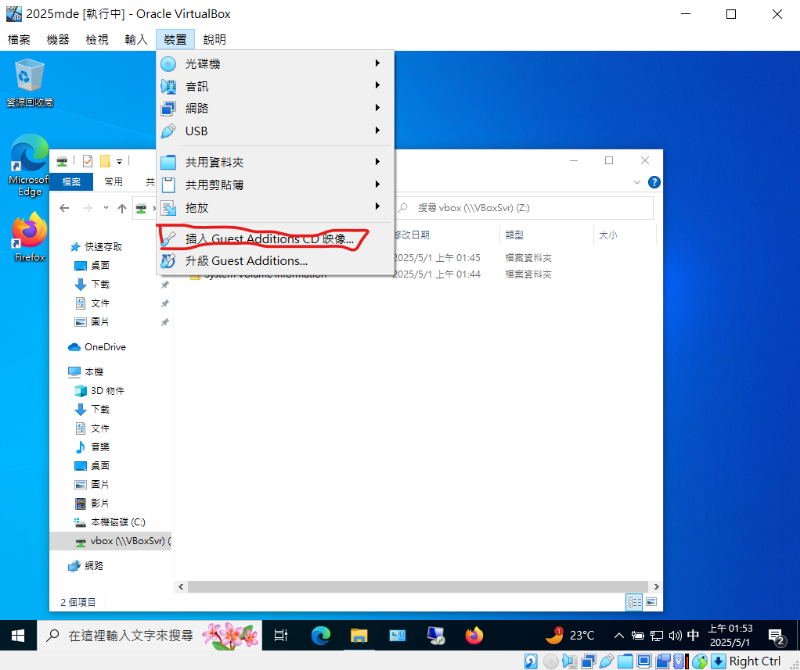 2025mde [執行中] - Oracle VirtualBox
檔案 機器 檢視 輸入 裝置 說明
光碟機
音訊
網路
USB
共用資料夾
共用剪貼簿
拖放
插入 Guest Additions CD 映像...
升級 Guest Additions...
資源回收筒
Microsoft
Edge
Firefox
檔案 常用 共
搜尋 vbox (\\VBoxSvr) (Z:)
修改日期 類型 大小
2025/5/1 上午 01:45 檔案資料夾
System Volume Information 2025/5/1 上午 01:44 檔案資料夾
快速存取
桌面
下載
文件
圖片
OneDrive
本機
3D 物件
下載
文件
音樂
桌面
圖片
影片
本機磁碟 (C:)
vbox (\\VBoxSvr) (
網路
2 個項目
在這裡輸入文字來搜尋
23°C
中
上午 01:53
2025/5/1
2
Right Ctrl